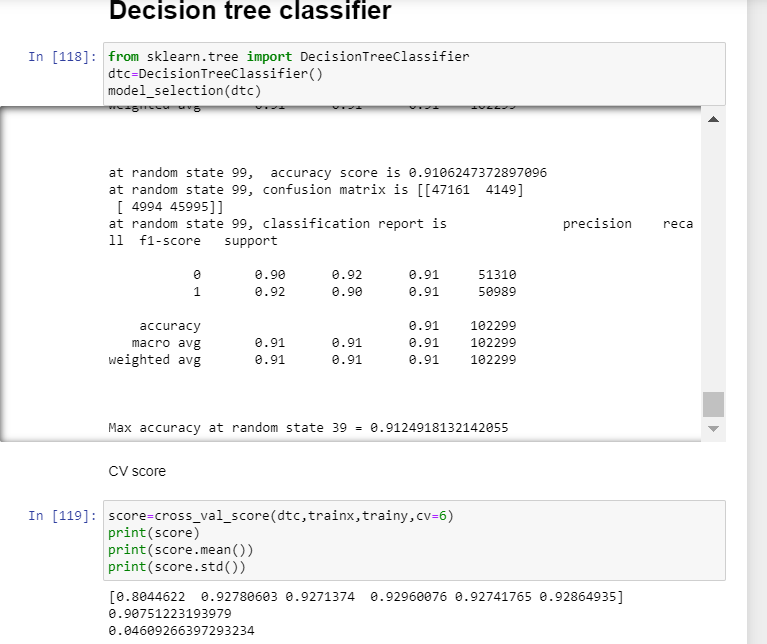 Decision tree classifier
In [118]: from sklearn.tree import DecisionTreeClassifier
dtc=DecisionTreeClassifier()
model_selection(dtc)
at random state 99,  accuracy score is 0.9106247372897096
at random state 99, confusion matrix is [[47161  4149]
 [ 4994 45995]]
at random state 99, classification report is               precision    reca
ll  f1-score   support
0       0.90      0.92      0.91     51310
1       0.92      0.90      0.91     50989
accuracy                           0.91    102299
macro avg       0.91      0.91      0.91    102299
weighted avg       0.91      0.91      0.91    102299
Max accuracy at random state 39 = 0.9124918132142055
CV score
In [119]: score=cross_val_score(dtc,trainx,trainy,cv=6)
print(score)
print(score.mean())
print(score.std())
[0.8044622  0.92780603 0.9271374  0.92960076 0.92741765 0.92864935]
0.90751223193979
0.04609266397293234